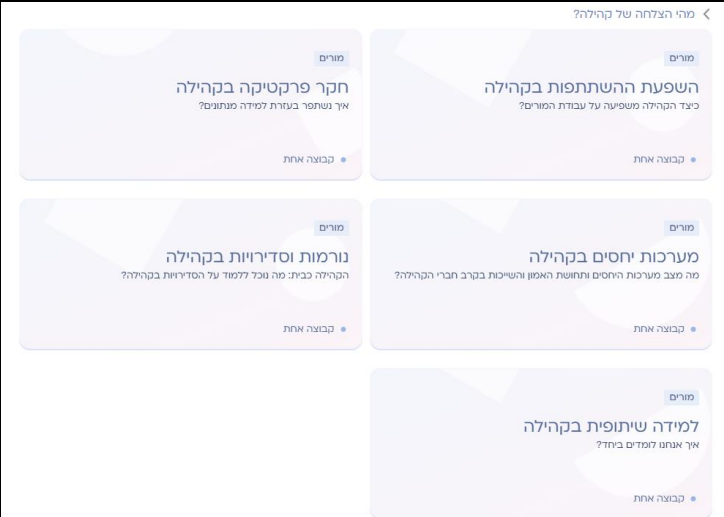 מהי הצלחה של קהילה?
מורים
השפעת ההשתתפות בקהילה
כיצד הקהילה משפיעה על עבודת המורים?
קבוצה אחת
מורים
חקר פרקטיקה בקהילה
איך נשתפר בעזרת למידה מנתונים?
קבוצה אחת
מורים
מערכות יחסים בקהילה
מה מצב מערכות היחסים ותחושת האמון והשייכות בקרב חברי הקהילה?
קבוצה אחת
מורים
נורמות וסדירויות בקהילה
הקהילה כבית: מה נוכל ללמוד על הסדירויות בקהילה?
קבוצה אחת
מורים
למידה שיתופית בקהילה
איך אנחנו לומדים ביחד?
קבוצה אחת